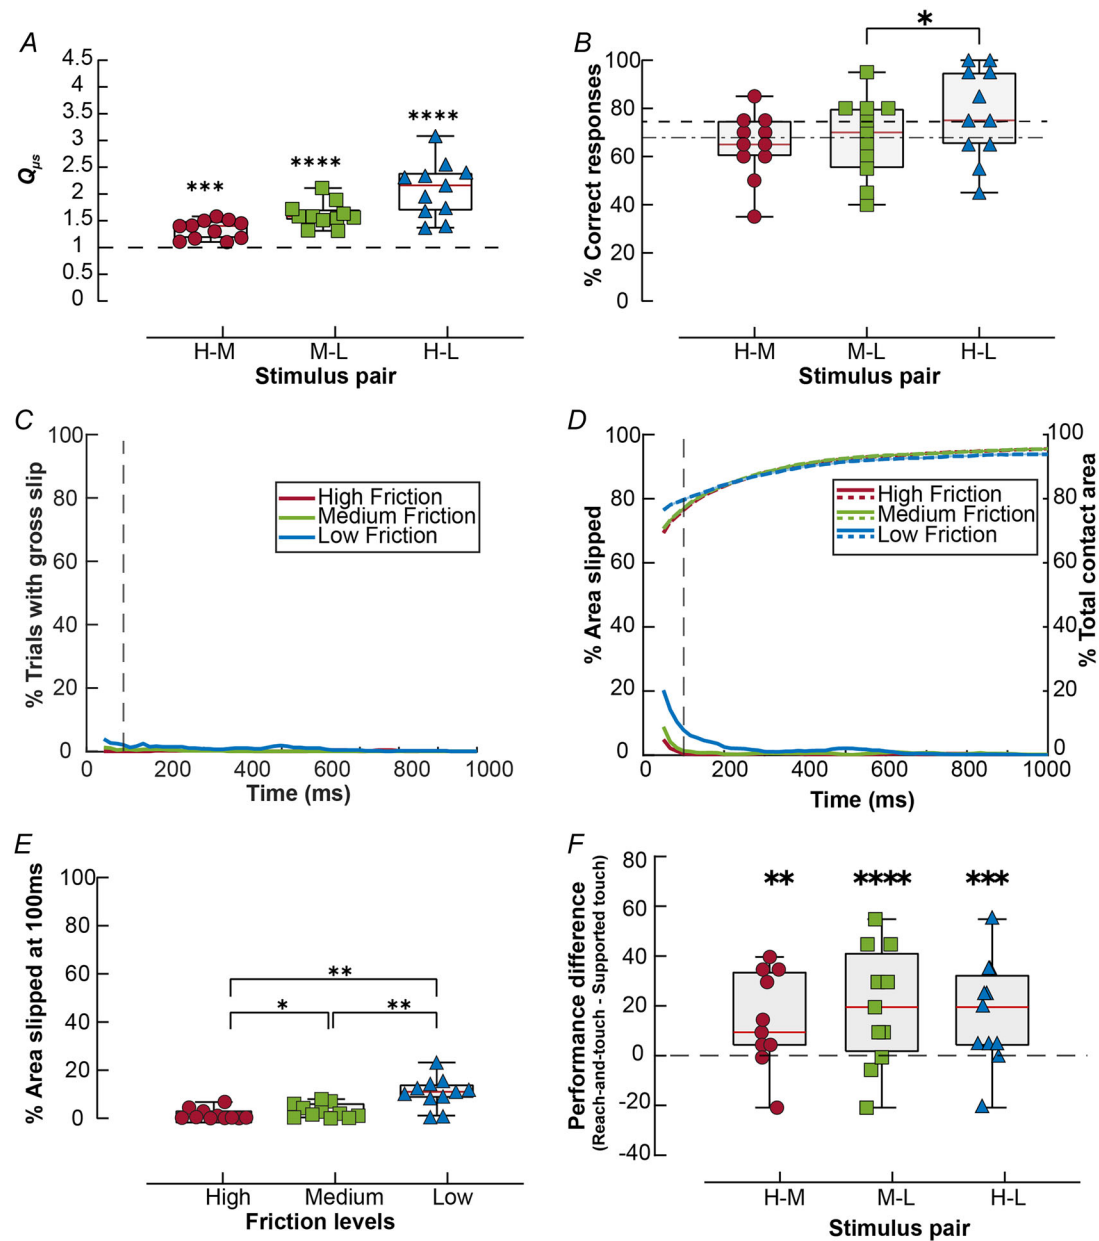 A
4.5
4
3.5
3
2.5
2
1.5
1
0.5
0
Qμs
***
****
****
H-M
M-L
H-L
Stimulus pair
B
100
80
60
40
20
0
% Correct responses
*
H-M
M-L
H-L
Stimulus pair
C
100
80
60
40
20
0
% Trials with gross slip
High Friction
Medium Friction
Low Friction
0
200
400
600
800
1000
Time (ms)
D
100
80
60
40
20
0
% Area slipped
High Friction
Medium Friction
Low Friction
100
80
60
40
20
0
% Total contact area
0
200
400
600
800
1000
Time (ms)
E
100
80
60
40
20
0
% Area slipped at 100ms
**
*
**
High
Medium
Low
Friction levels
F
80
60
40
20
0
-20
-40
Performance difference
(Reach-and-touch - Supported touch)
**
****
***
H-M
M-L
H-L
Stimulus pair